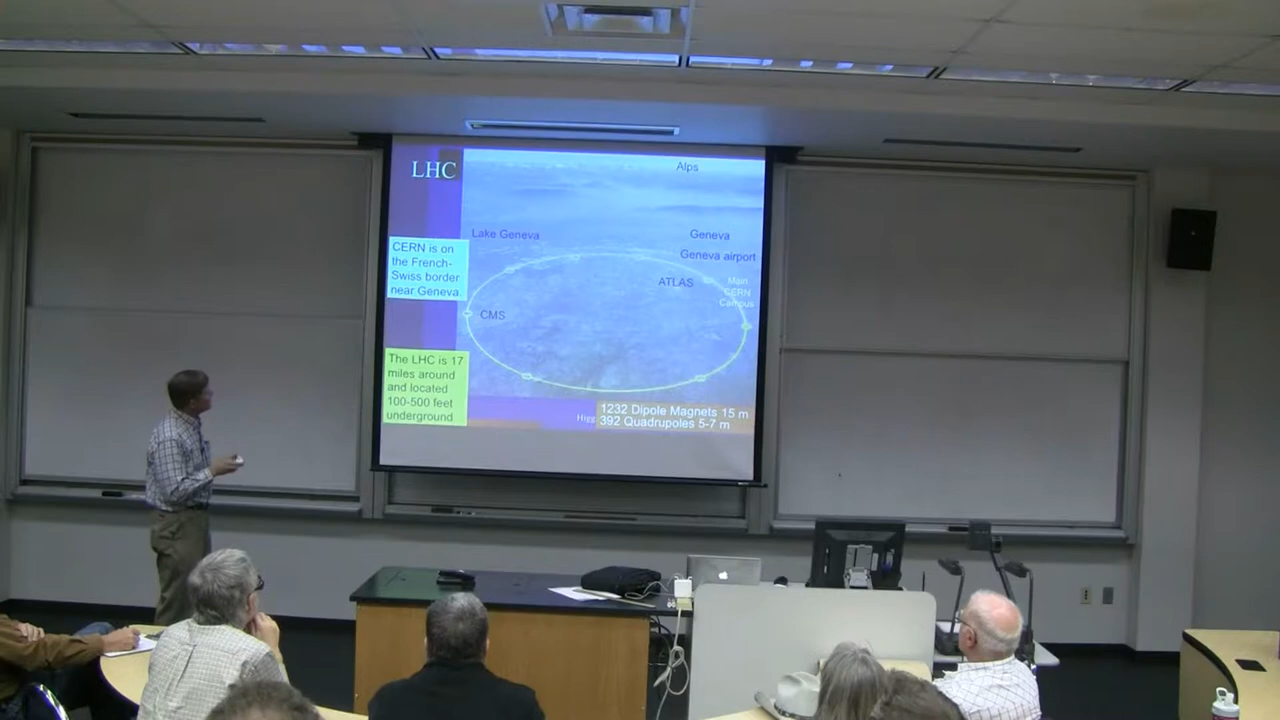 LHC
Alps
Lake Geneva
Geneva
CERN is on
the French-
Swiss border
near Geneva.
Geneva airport
ATLAS
Main
CERN
Campus
CMS
The LHC is 17
miles around
and located
100-500 feet
underground
Higg
1232 Dipole Magnets 15 m
392 Quadrupoles 5-7 m